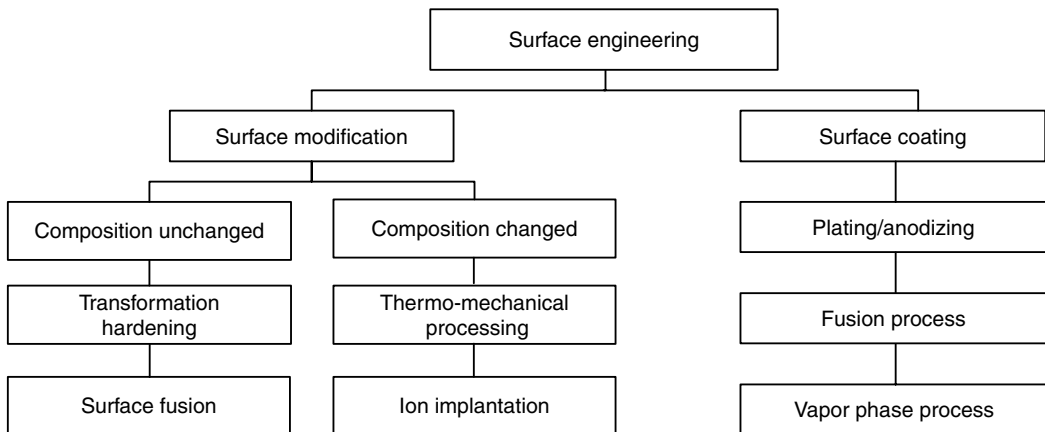 Surface engineering
Surface modification
Surface coating
Composition unchanged
Composition changed
Plating/anodizing
Transformation
hardening
Thermo-mechanical
processing
Fusion process
Surface fusion
Ion implantation
Vapor phase process